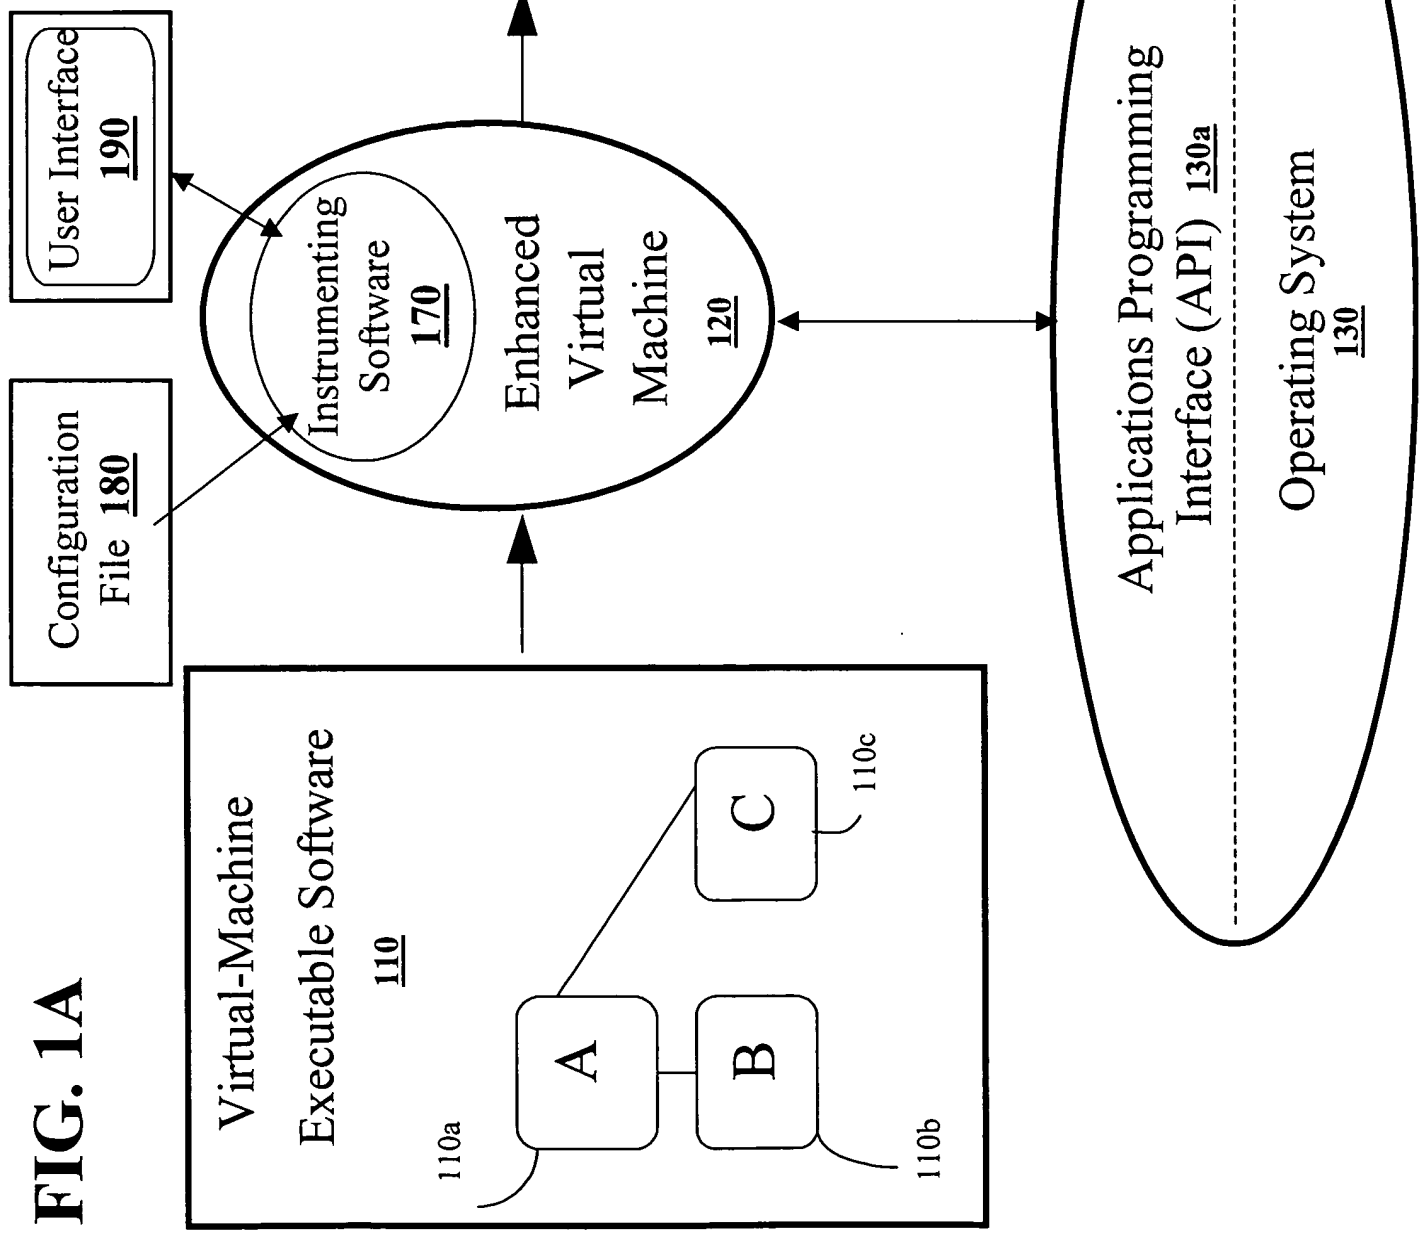 FIG. 1A
Virtual-Machine
Executable Software
110
110a
A
B
110b
C
110c
Configuration
File 180
User Interface
190
Instrumenting
Software
170
Enhanced
Virtual
Machine
120
Applications Programming
Interface (API) 130a
Operating System
130